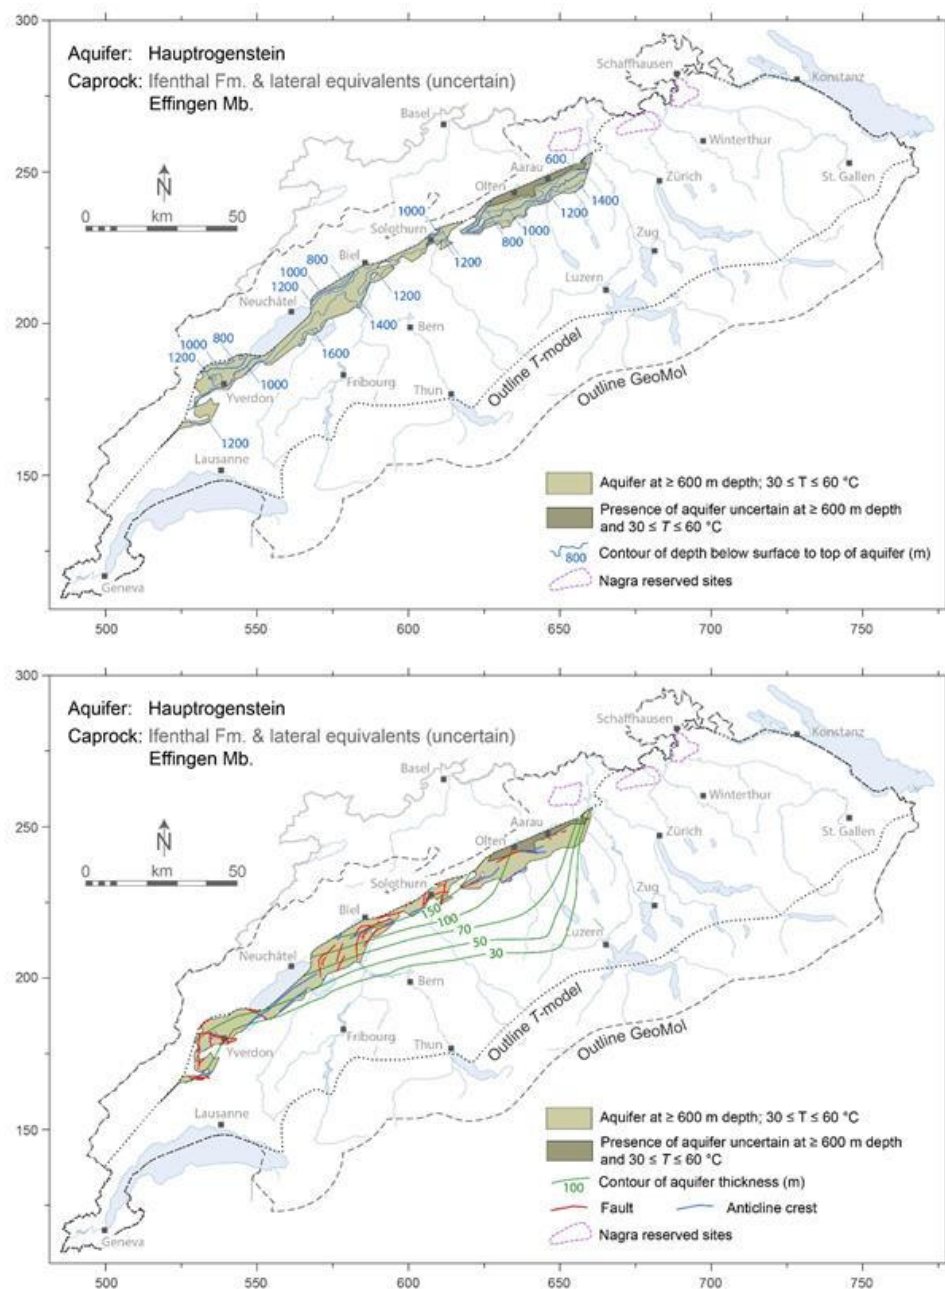 300
Aquifer: Hauptrogenstein
Caprock: Ifenthal Fm. & lateral equivalents (uncertain)
Effingen Mb.
Schaffhausen
Konstanz
Basel
Winterthur
N
250
600
Aarau
Olten
Zürich
St. Gallen
0 km 50
1000
1400
1200
Solothurn
1000
800
Zug
Biel
1200
800
1000
1200
Luzern
Neuchâtel
1200
200
1400
Bern
1000
800
1600
1200
Outline T-model
1000
Fribourg
Outline GeoMol
Yverdon
Thun
1200
Lausanne
150
Aquifer at ≥ 600 m depth; 30 ≤ T ≤ 60 °C
Presence of aquifer uncertain at ≥ 600 m depth
and 30 ≤ T ≤ 60 °C
800 Contour of depth below surface to top of aquifer (m)
Nagra reserved sites
Geneva
500 550 600 650 700 750
300
Aquifer: Hauptrogenstein
Caprock: Ifenthal Fm. & lateral equivalents (uncertain)
Effingen Mb.
Schaffhausen
Konstanz
Basel
Winterthur
N
250
Aarau
Olten
Zürich
St. Gallen
0 km 50
Solothurn
Zug
Biel
150
100
70
Luzern
50
Neuchâtel
30
200
Bern
Outline T-model
Fribourg
Outline GeoMol
Yverdon
Thun
Lausanne
150
Aquifer at ≥ 600 m depth; 30 ≤ T ≤ 60 °C
Presence of aquifer uncertain at ≥ 600 m depth
and 30 ≤ T ≤ 60 °C
100 Contour of aquifer thickness (m)
Fault Anticline crest
Nagra reserved sites
Geneva
500 550 600 650 700 750